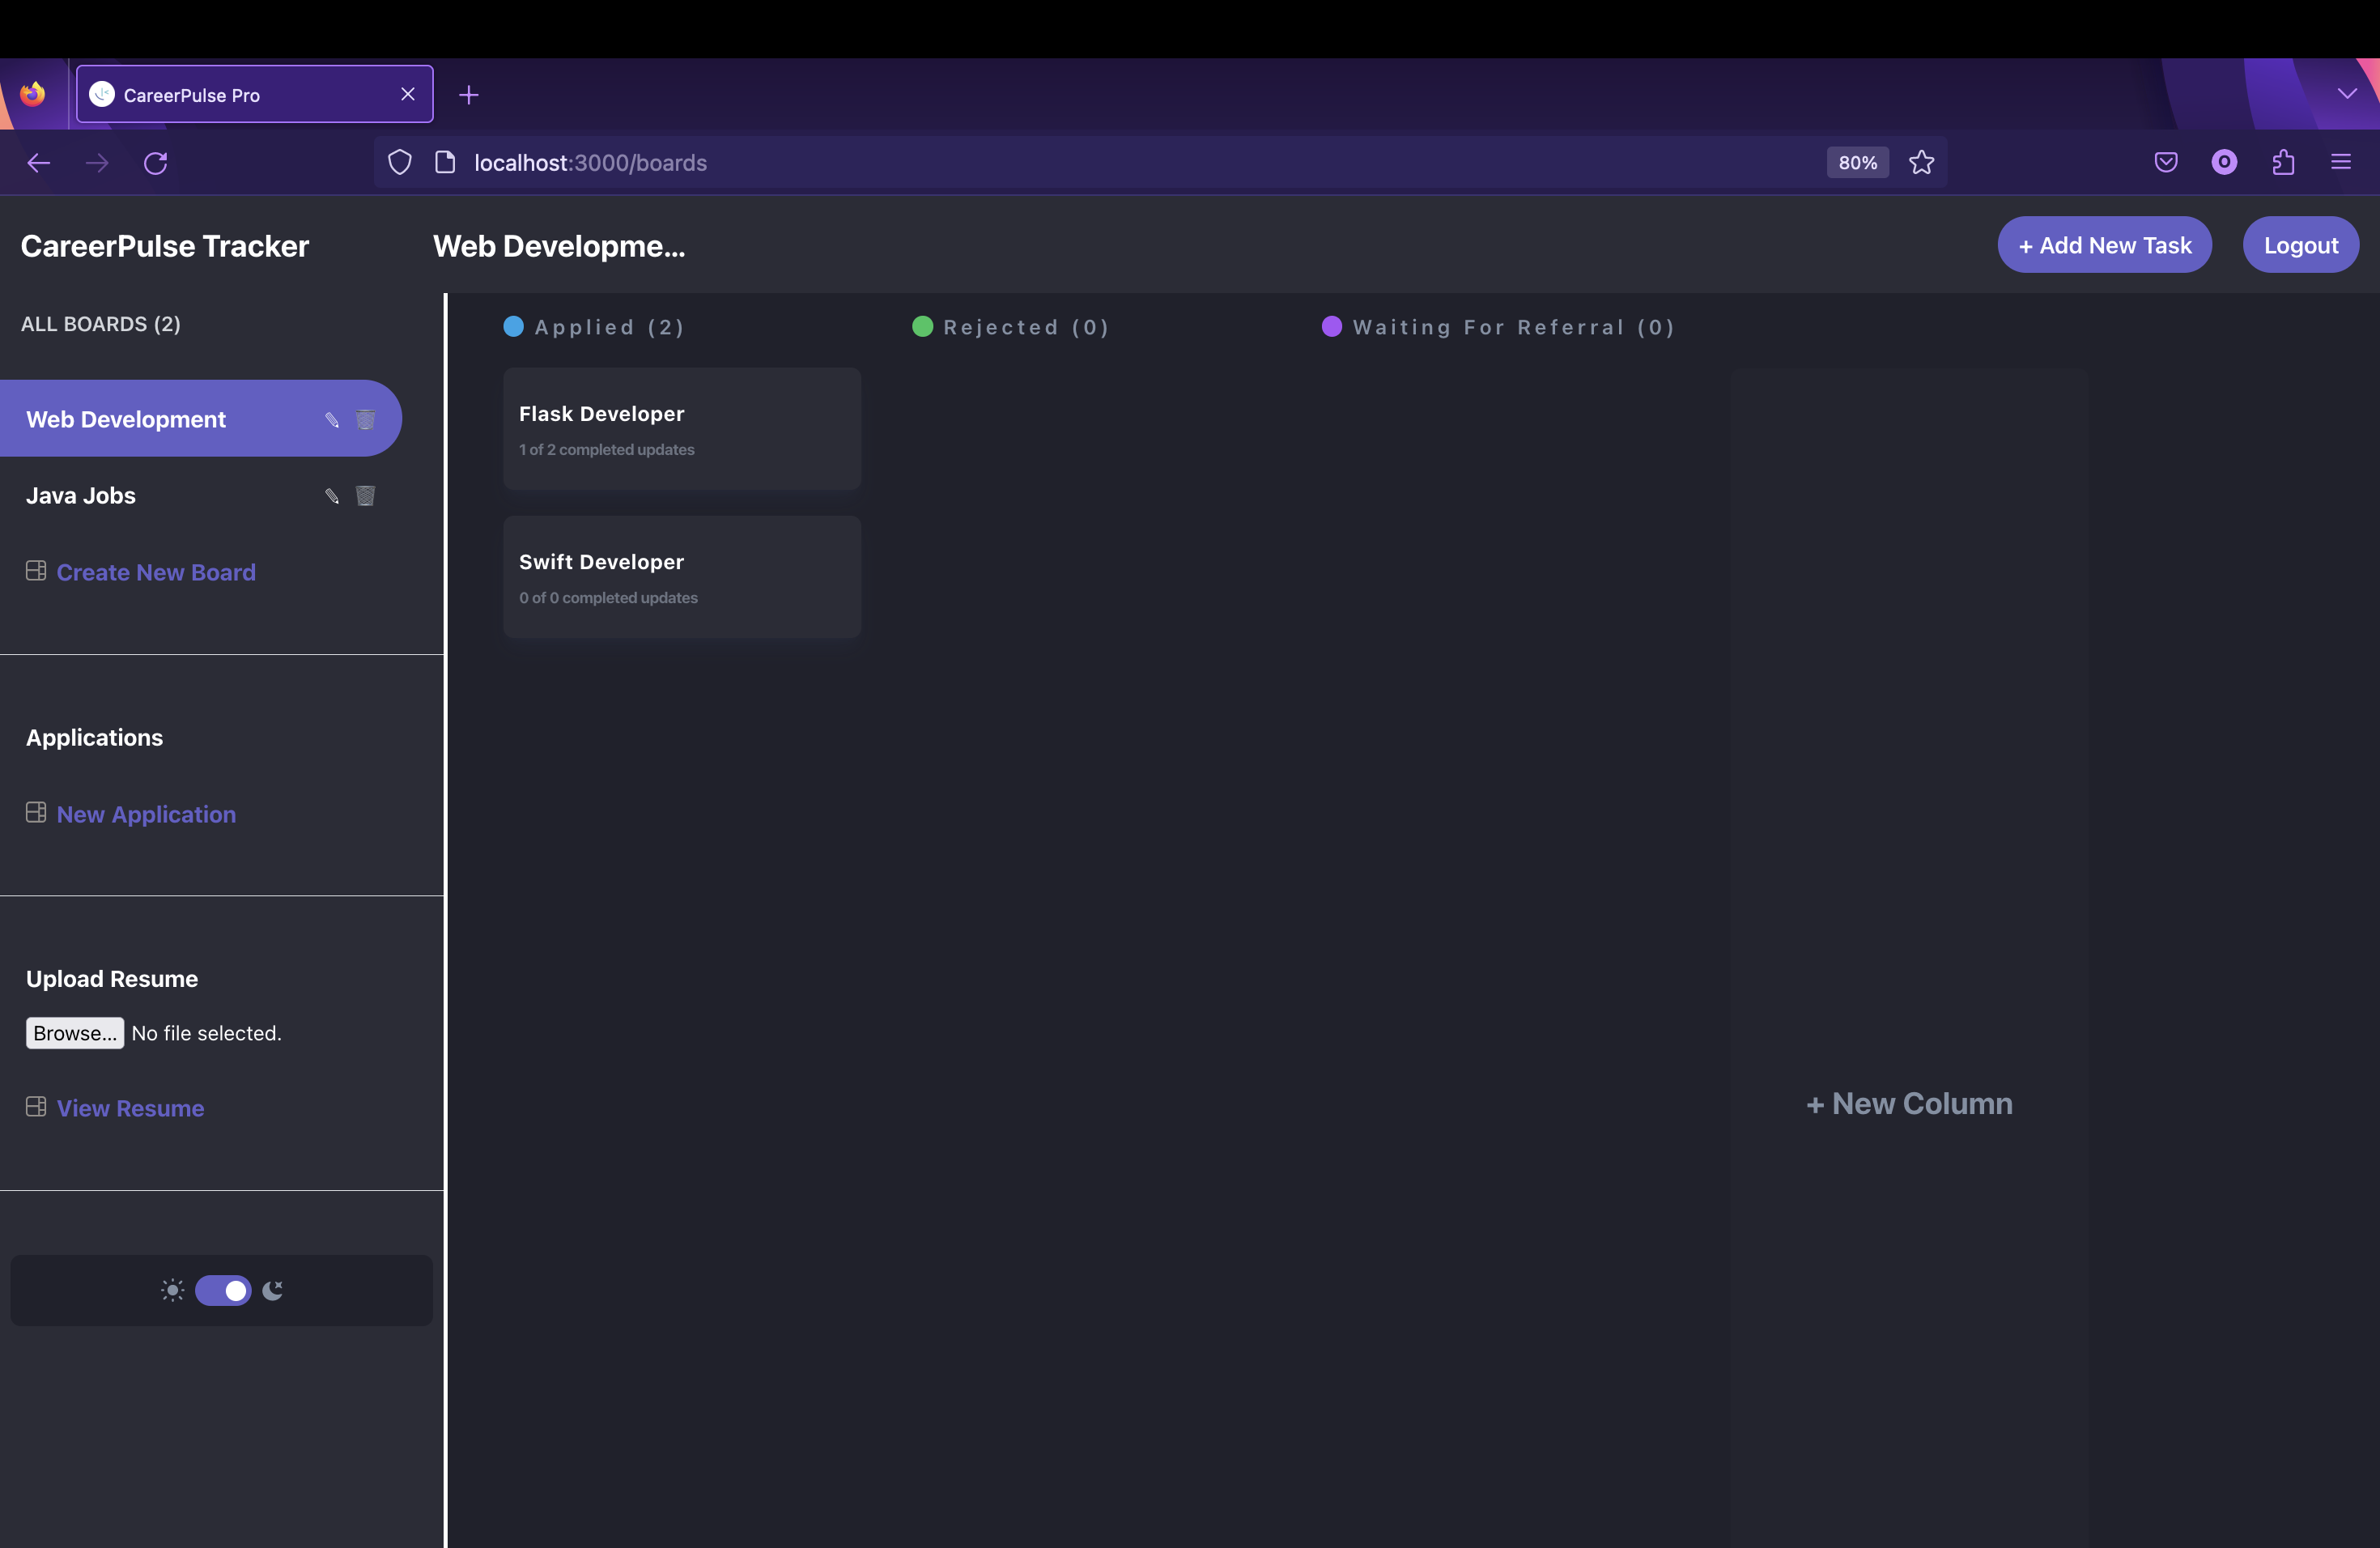 CareerPulse Pro
localhost:3000/boards
80%
CareerPulse Tracker
Web Developme...
+ Add New Task
Logout
ALL BOARDS (2)
Web Development
Java Jobs
Create New Board
Applications
New Application
Upload Resume
Browse... No file selected.
View Resume
Applied (2)
Flask Developer
1 of 2 completed updates
Swift Developer
0 of 0 completed updates
Rejected (0)
Waiting For Referral (0)
+ New Column